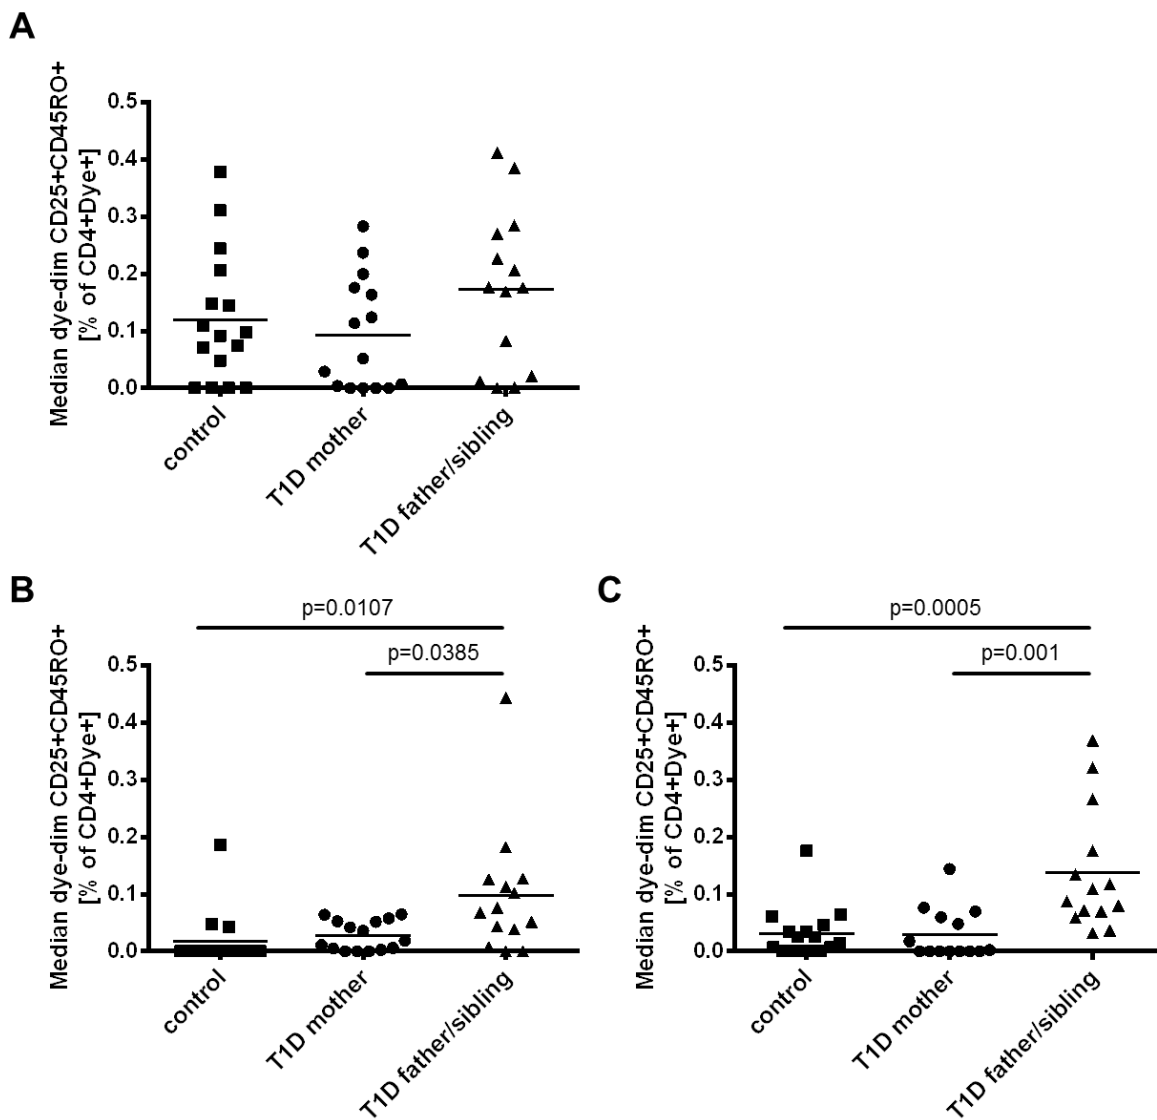 A
Median dye-dim CD25+CD45RO+
[% of CD4+Dye+]
0.5
0.4
0.3
0.2
0.1
0.0
control
T1D mother
T1D father/sibling
B
p=0.0107
p=0.0385
Median dye-dim CD25+CD45RO+
[% of CD4+Dye+]
0.5
0.4
0.3
0.2
0.1
0.0
control
T1D mother
T1D father/sibling
C
p=0.0005
p=0.001
Median dye-dim CD25+CD45RO+
[% of CD4+Dye+]
0.5
0.4
0.3
0.2
0.1
0.0
control
T1D mother
T1D father/sibling